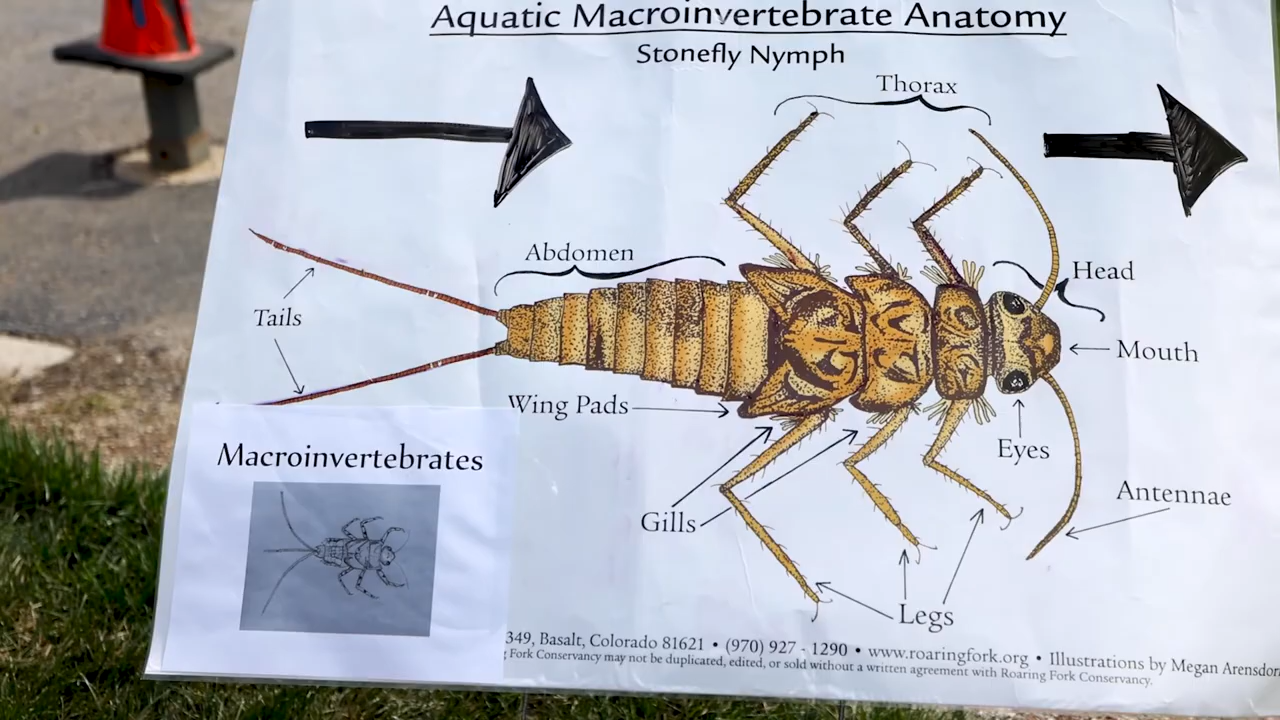 Aquatic Macroinvertebrate Anatomy
Stonefly Nymph
Thorax
Abdomen
Head
Tails
Mouth
Wing Pads
Eyes
Macroinvertebrates
Antennae
Gills
Legs
349, Basalt, Colorado 81621 • (970) 927 - 1290 • www.roaringfork.org • Illustrations by Megan Arensdor
Fork Conservancy may not be duplicated, edited, or sold without a written agreement with Roaring Fork Conservancy.